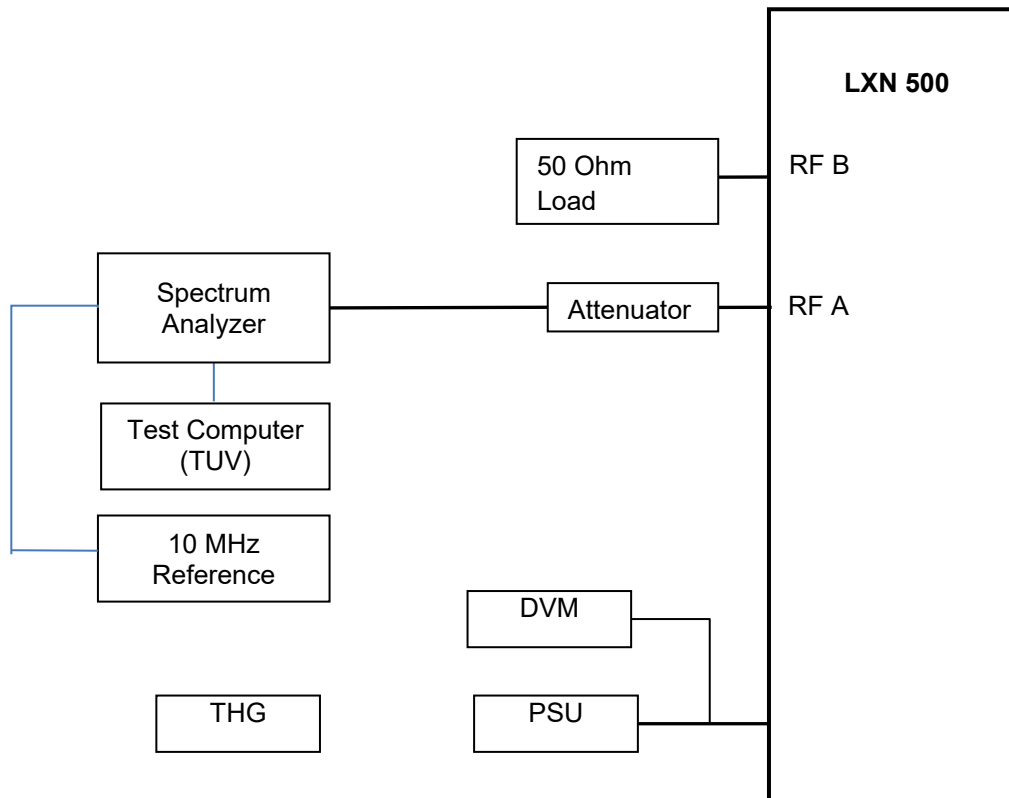 LXN 500
50 Ohm
Load
RF B
Spectrum
Analyzer
Attenuator
RF A
Test Computer
(TUV)
10 MHz
Reference
DVM
THG
PSU